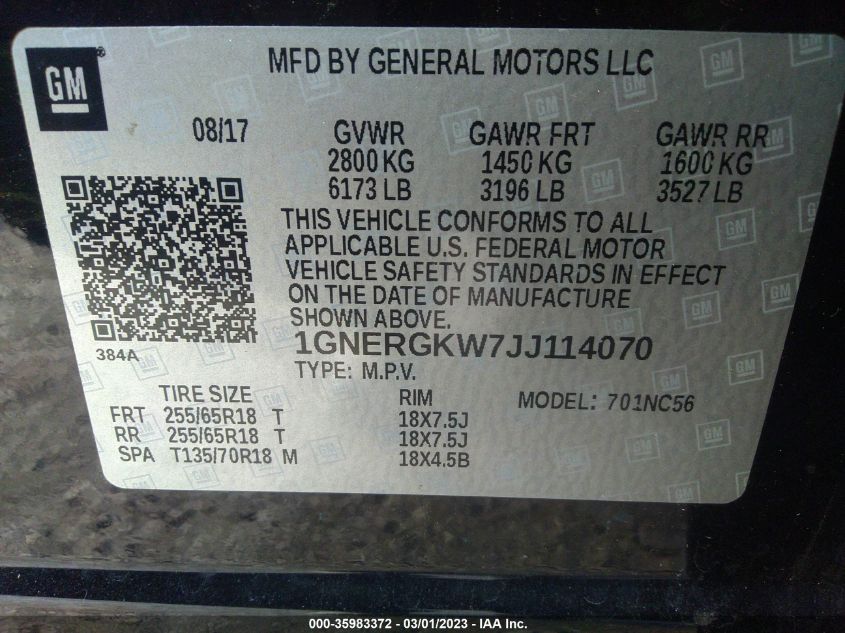 MFD BY GENERAL MOTORS LLC
GM®
08/17 GVWR GAWR FRT GAWR RR
2800 KG 1450 KG 1600 KG
6173 LB 3196 LB 3527 LB
THIS VEHICLE CONFORMS TO ALL
APPLICABLE U.S. FEDERAL MOTOR
VEHICLE SAFETY STANDARDS IN EFFECT
ON THE DATE OF MANUFACTURE
SHOWN ABOVE.
384A
1GNERGKW7JJ114070
TYPE: M.P.V.
TIRE SIZE RIM MODEL: 701NC56
FRT 255/65R18 T 18X7.5J
RR 255/65R18 T 18X7.5J
SPA T135/70R18 M 18X4.5B
000-35983372 - 03/01/2023 - IAA Inc.